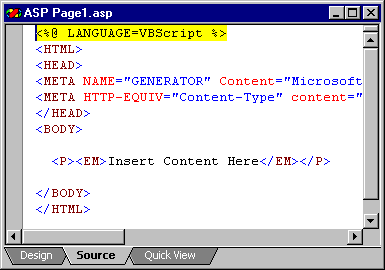 ASP Page1.asp
<%@ LANGUAGE=VBScript %>
<HTML>
<HEAD>
<META NAME="GENERATOR" Content="Microsoft
<META HTTP-EQUIV="Content-Type" content="
</HEAD>
<BODY>
<P><EM>Insert Content Here</EM></P>
</BODY>
</HTML>
Design Source Quick View